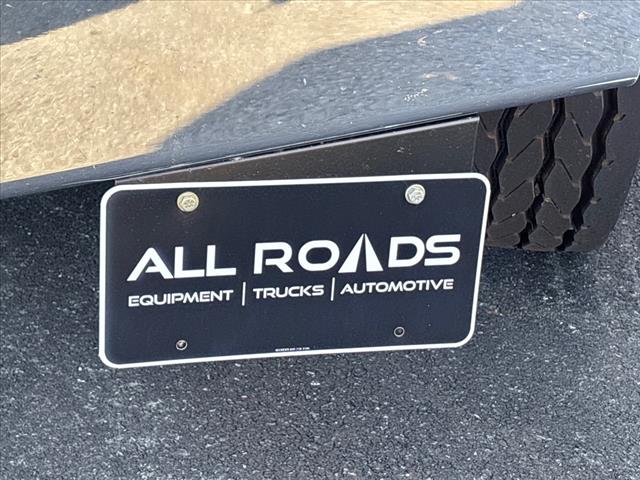 ALL ROADS
EQUIPMENT | TRUCKS | AUTOMOTIVE